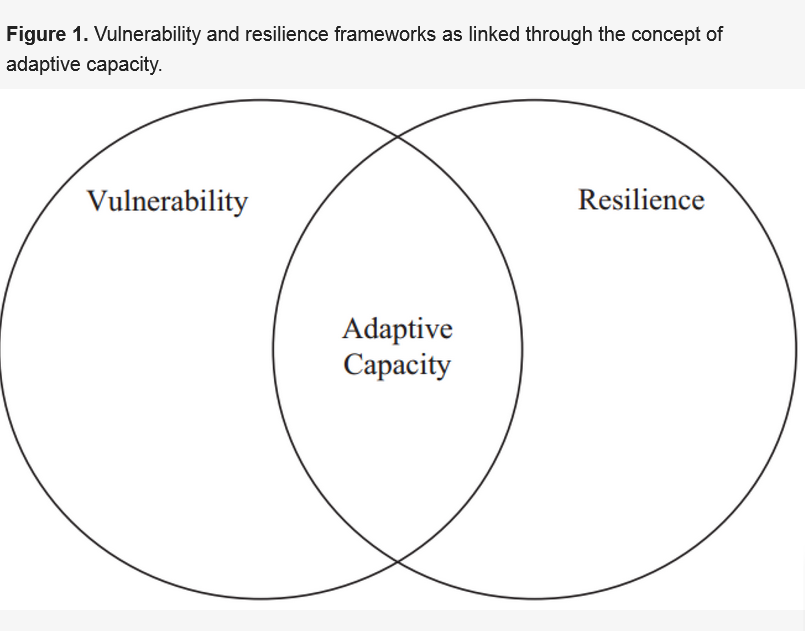 Figure 1. Vulnerability and resilience frameworks as linked through the concept of
adaptive capacity.
Vulnerability
Resilience
Adaptive
Capacity